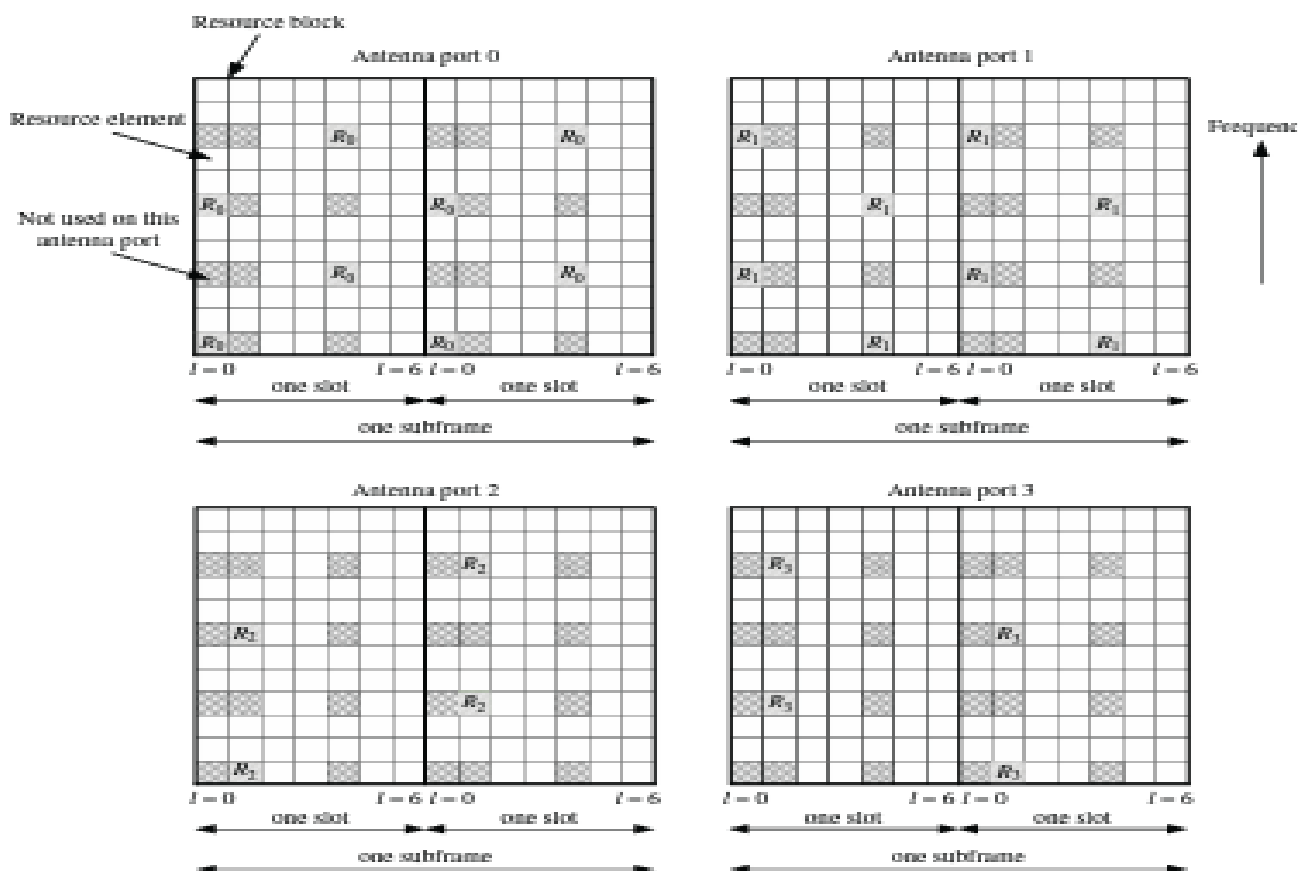 Resource block
Antenna port 0
Antenna port 1
Resource element
R0 R0
R1 R1
Frequenc
Not used on this
antenna port
R0 R0
R1 R1
R0 R0
R1 R1
R0 R0
R1 R1
l=0 l=6 l=0 l=6
l=0 l=6 l=0 l=6
one slot one slot
one slot one slot
one subframe
one subframe
Antenna port 2
Antenna port 3
R2
R3
R2
R3
R2
R3
R2
R3
l=0 l=6 l=0 l=6
l=0 l=6 l=0 l=6
one slot one slot
one slot one slot
one subframe
one subframe